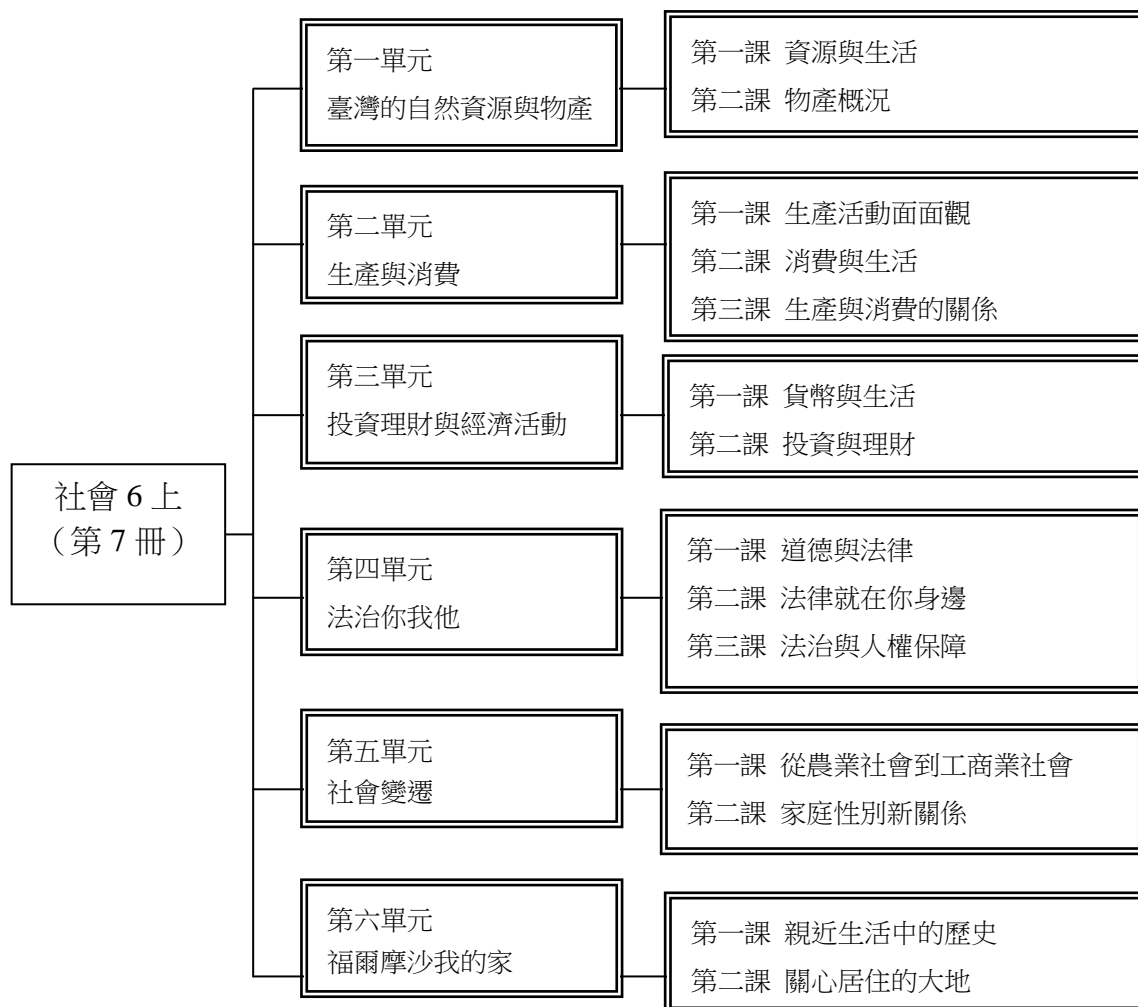 社會 6 上
（第 7 冊）
第一單元
臺灣的自然資源與物產
第一課 資源與生活
第二課 物產概況
第二單元
生產與消費
第一課 生產活動面面觀
第二課 消費與生活
第三課 生產與消費的關係
第三單元
投資理財與經濟活動
第一課 貨幣與生活
第二課 投資與理財
第四單元
法治你我他
第一課 道德與法律
第二課 法律就在你身邊
第三課 法治與人權保障
第五單元
社會變遷
第一課 從農業社會到工商業社會
第二課 家庭性別新關係
第六單元
福爾摩沙我的家
第一課 親近生活中的歷史
第二課 關心居住的大地